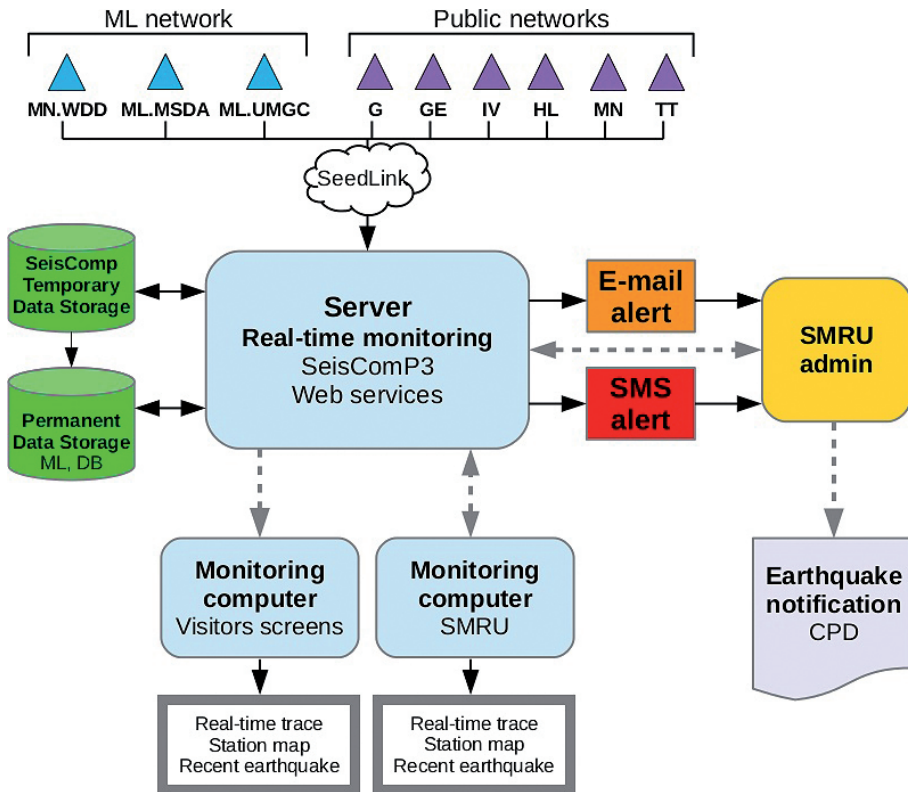 ML network
Public networks
MN.WDD
ML.MSDA
ML.UMGC
G
GE
IV
HL
MN
TT
SeedLink
SeisComp
Temporary
Data Storage
Permanent
Data Storage
ML, DB
Server
Real-time monitoring
SeisComP3
Web services
E-mail
alert
SMS
alert
SMRU
admin
Monitoring
computer
Visitors screens
Monitoring
computer
SMRU
Earthquake
notification
CPD
Real-time trace
Station map
Recent earthquake
Real-time trace
Station map
Recent earthquake